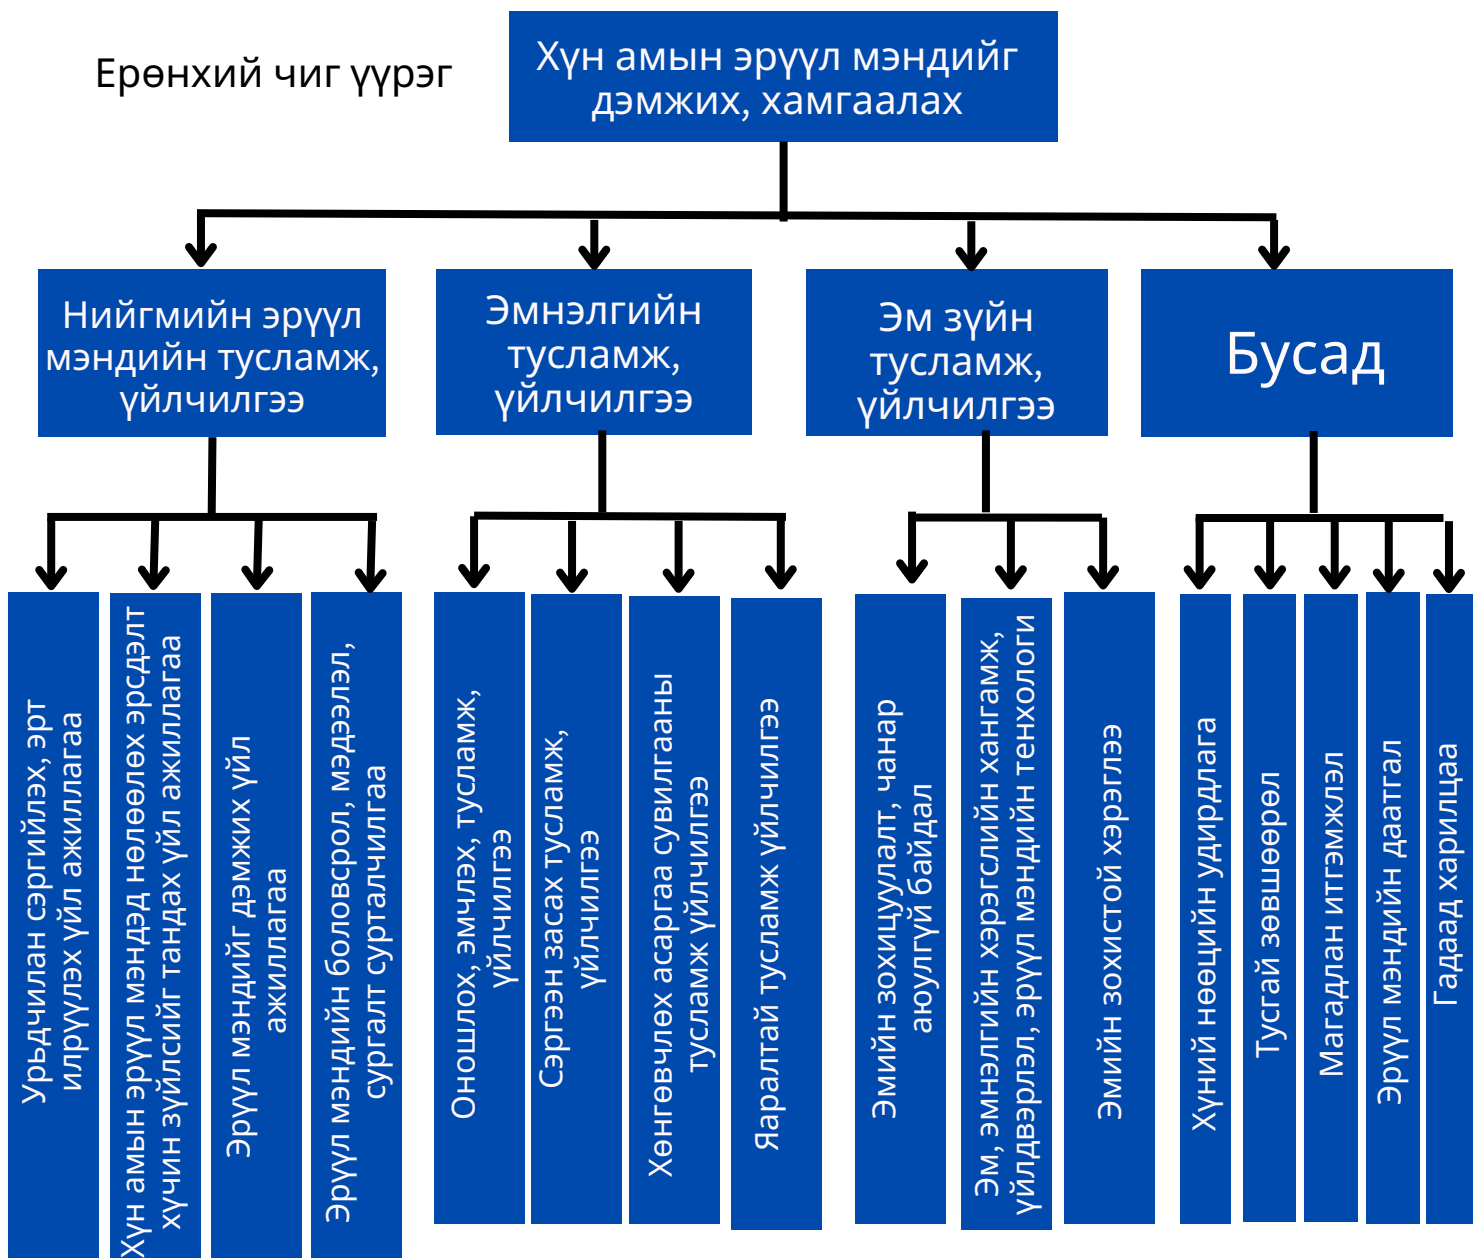 Ерөнхий чиг үүрэг
Хүн амын эрүүл мэндийг
дэмжих, хамгаалах
Нийгмийн эрүүл
мэндийн тусламж,
үйлчилгээ
Эмнэлгийн
тусламж,
үйлчилгээ
Эм зүйн
тусламж,
үйлчилгээ
Бусад
Урьдчилан сэргийлэх, эрт
илрүүлэх үйл ажиллагаа
Хүн амын эрүүл мэндэд нөлөөлөх эрсдэлт
хүчин зүйлсийг тандах үйл ажиллагаа
Эрүүл мэндийг дэмжих үйл
ажиллагаа
Эрүүл мэндийн боловсрол, мэдээлэл,
сургалт сурталчилгаа
Оношлох, эмчлэх, тусламж,
үйлчилгээ
Сэргээн засах тусламж,
үйлчилгээ
Хөнгөвчлөх асаргаа сувилгааны
тусламж үйлчилгээ
Яаралтай тусламж үйлчилгээ
Эмийн зохицуулалт, чанар
аюулгүй байдал
Эм, эмнэлгийн хэрэгслийн хангамж,
үйлдвэрлэл, эрүүл мэндийн тенхологи
Эмийн зохистой хэрэглээ
Хүний нөөцийн удирдлага
Тусгай зөвшөөрөл
Магадлан итгэмжлэл
Эрүүл мэндийн даатгал
Гадаад харилцаа